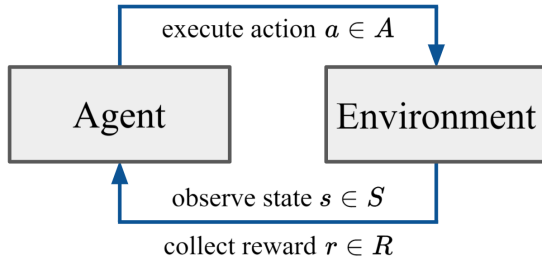 execute action a ∈ A
Agent
Environment
observe state s ∈ S
collect reward r ∈ R